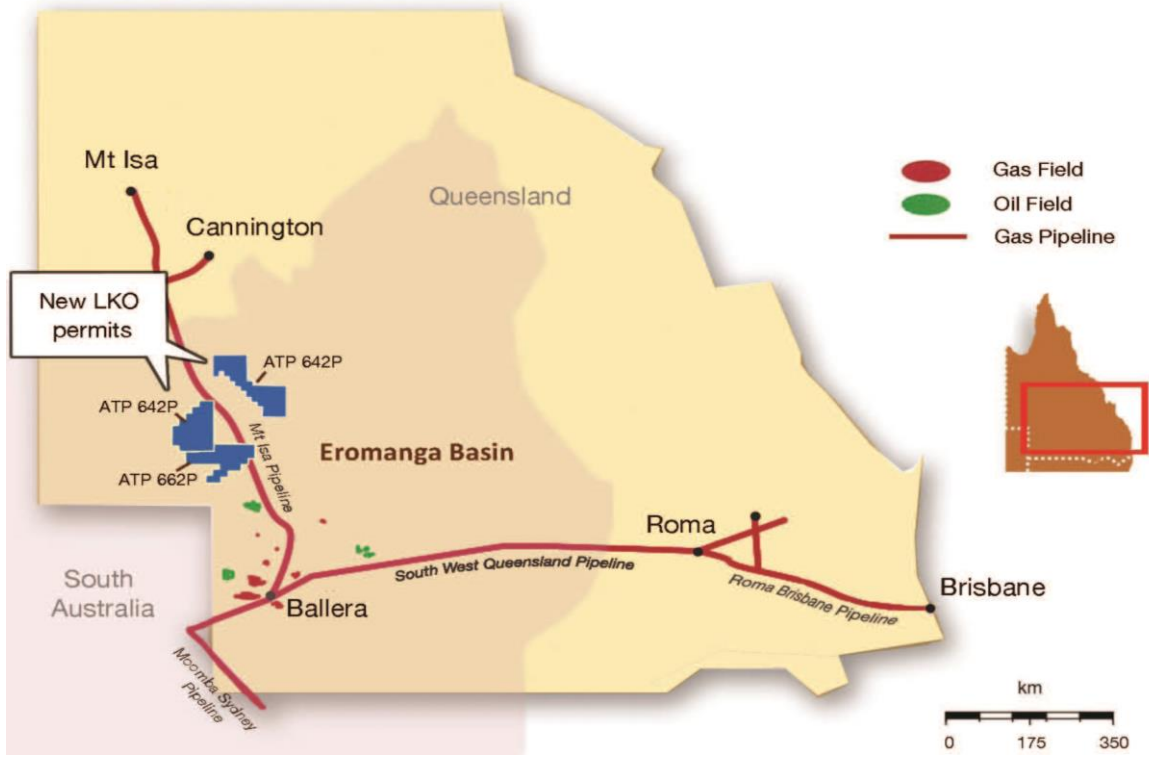 Mt Isa
Cannington
Queensland
Gas Field
Oil Field
Gas Pipeline
New LKO
permits
ATP 642P
ATP 642P
ATP 662P
Mt Isa Pipeline
Eromanga Basin
Roma
South West Queensland Pipeline
Roma Brisbane Pipeline
Brisbane
South
Australia
Ballera
Moomba Sydney
Pipeline
km
0 175 350